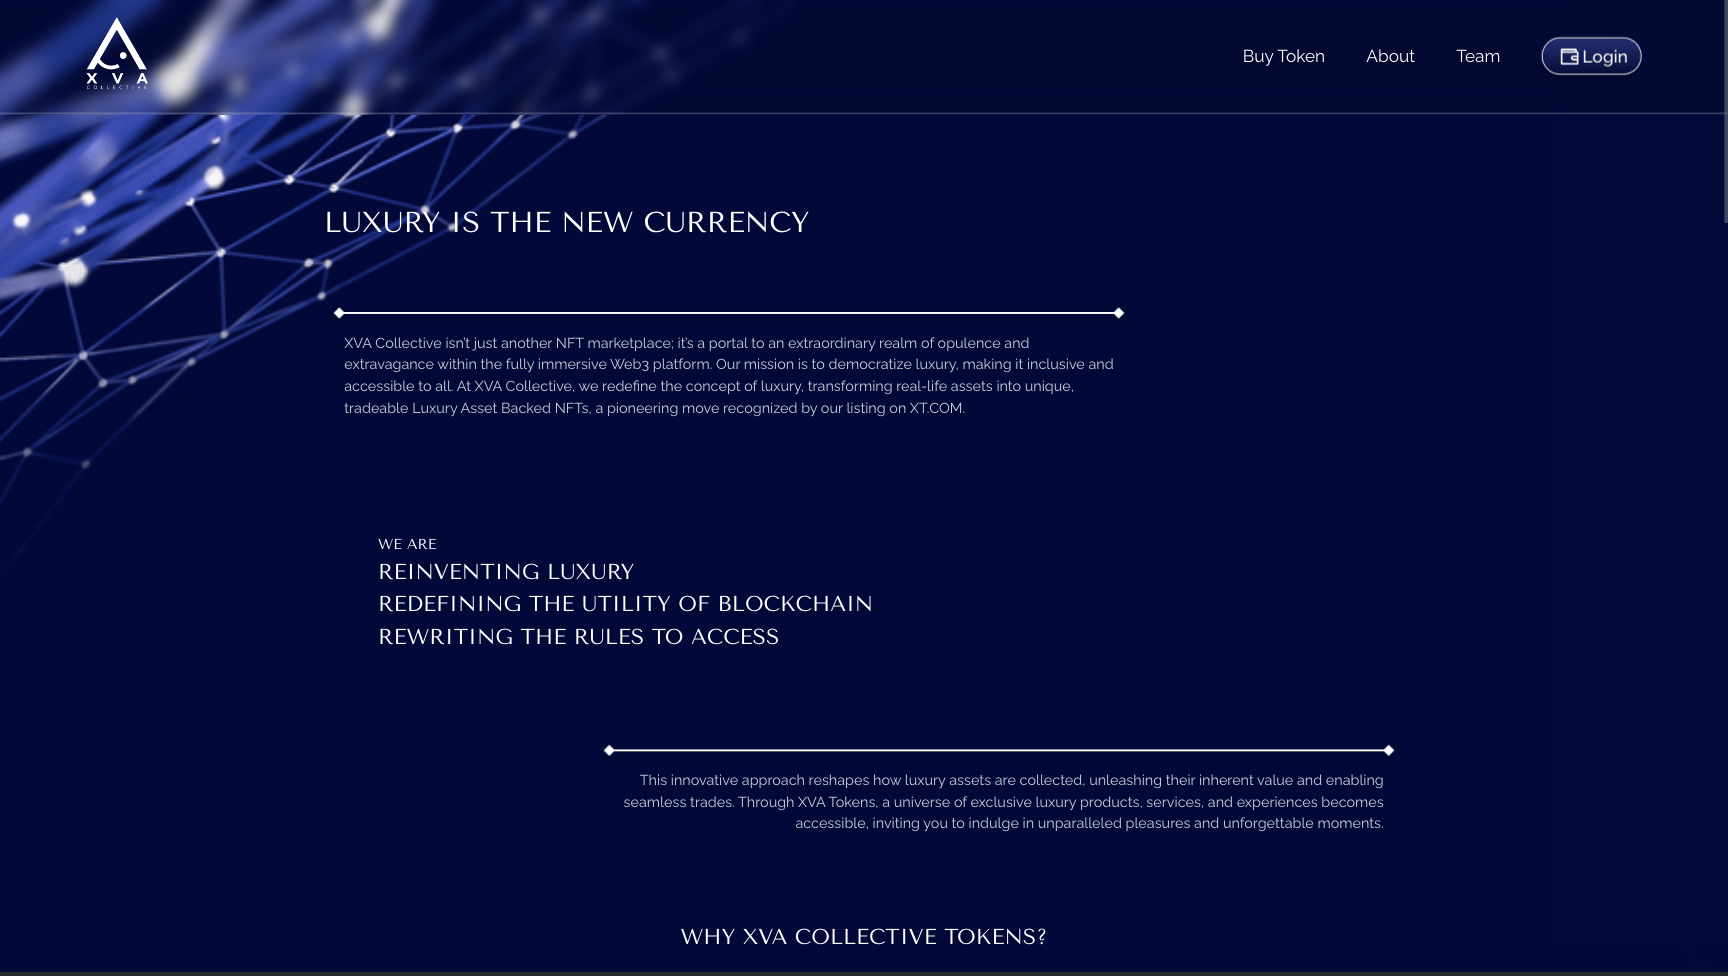 XVA
COLLECTIVE
Buy Token
About
Team
Login
LUXURY IS THE NEW CURRENCY
XVA Collective isn't just another NFT marketplace; it's a portal to an extraordinary realm of opulence and
extravagance within the fully immersive Web3 platform. Our mission is to democratize luxury, making it inclusive and
accessible to all. At XVA Collective, we redefine the concept of luxury, transforming real-life assets into unique,
tradeable Luxury Asset Backed NFTs, a pioneering move recognized by our listing on XT.COM.
WE ARE
REINVENTING LUXURY
REDEFINING THE UTILITY OF BLOCKCHAIN
REWRITING THE RULES TO ACCESS
This innovative approach reshapes how luxury assets are collected, unleashing their inherent value and enabling
seamless trades. Through XVA Tokens, a universe of exclusive luxury products, services, and experiences becomes
accessible, inviting you to indulge in unparalleled pleasures and unforgettable moments.
WHY XVA COLLECTIVE TOKENS?